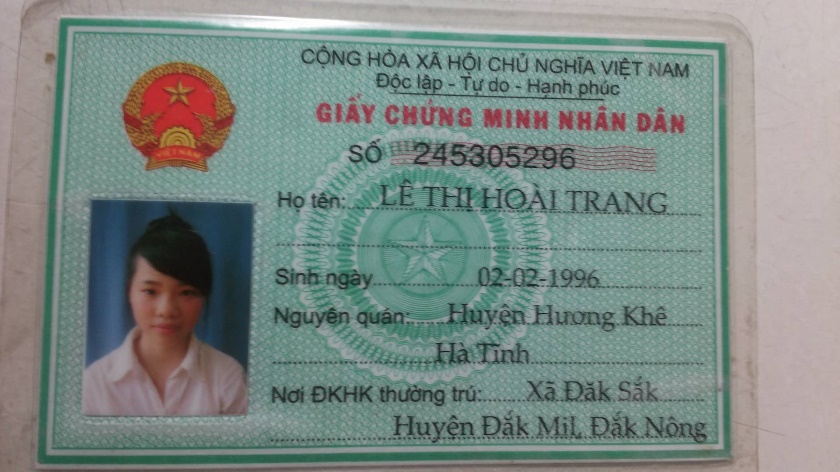 CỘNG HÒA XÃ HỘI CHỦ NGHĨA VIỆT NAM
Độc lập - Tự do - Hạnh phúc
GIẤY CHỨNG MINH NHÂN DÂN
SỐ 245305296
Họ tên: LÊ THỊ HOÀI TRANG
Sinh ngày 02-02-1996
Nguyên quán: Huyện Hương Khê
Hà Tĩnh
Nơi ĐKHK thường trú: Xã Đăk Sắk
Huyện Đắk Mil, Đắk Nông
VIỆT NAM